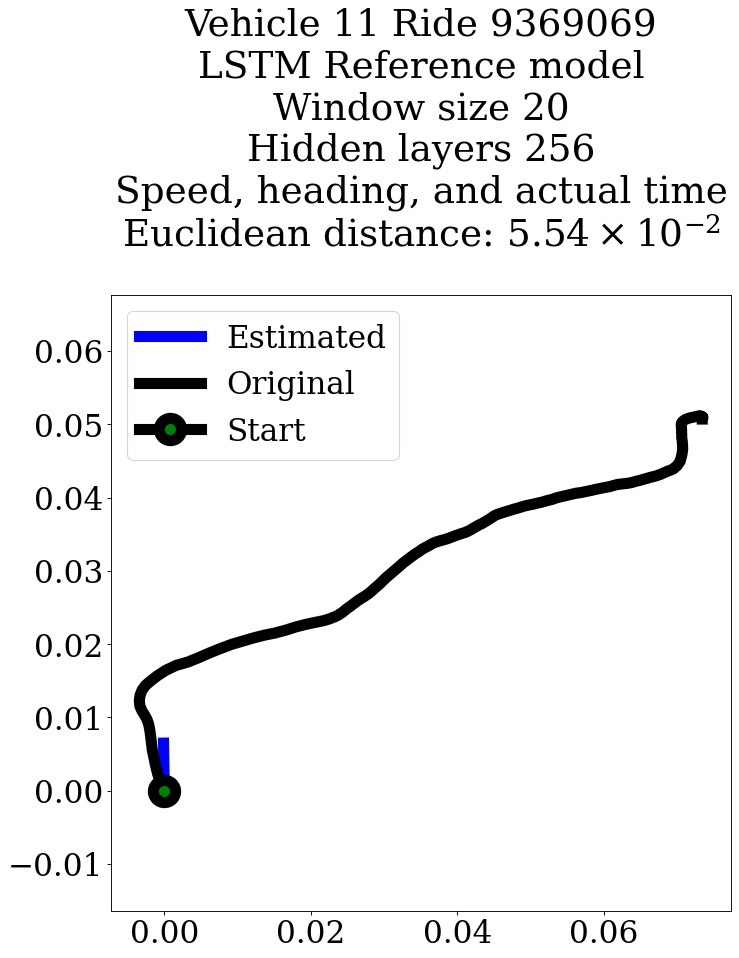 Vehicle 11 Ride 9369069
LSTM Reference model
Window size 20
Hidden layers 256
Speed, heading, and actual time
Euclidean distance: 5.54 × 10⁻²
Estimated
Original
Start
0.06
0.05
0.04
0.03
0.02
0.01
0.00
−0.01
0.00 0.02 0.04 0.06